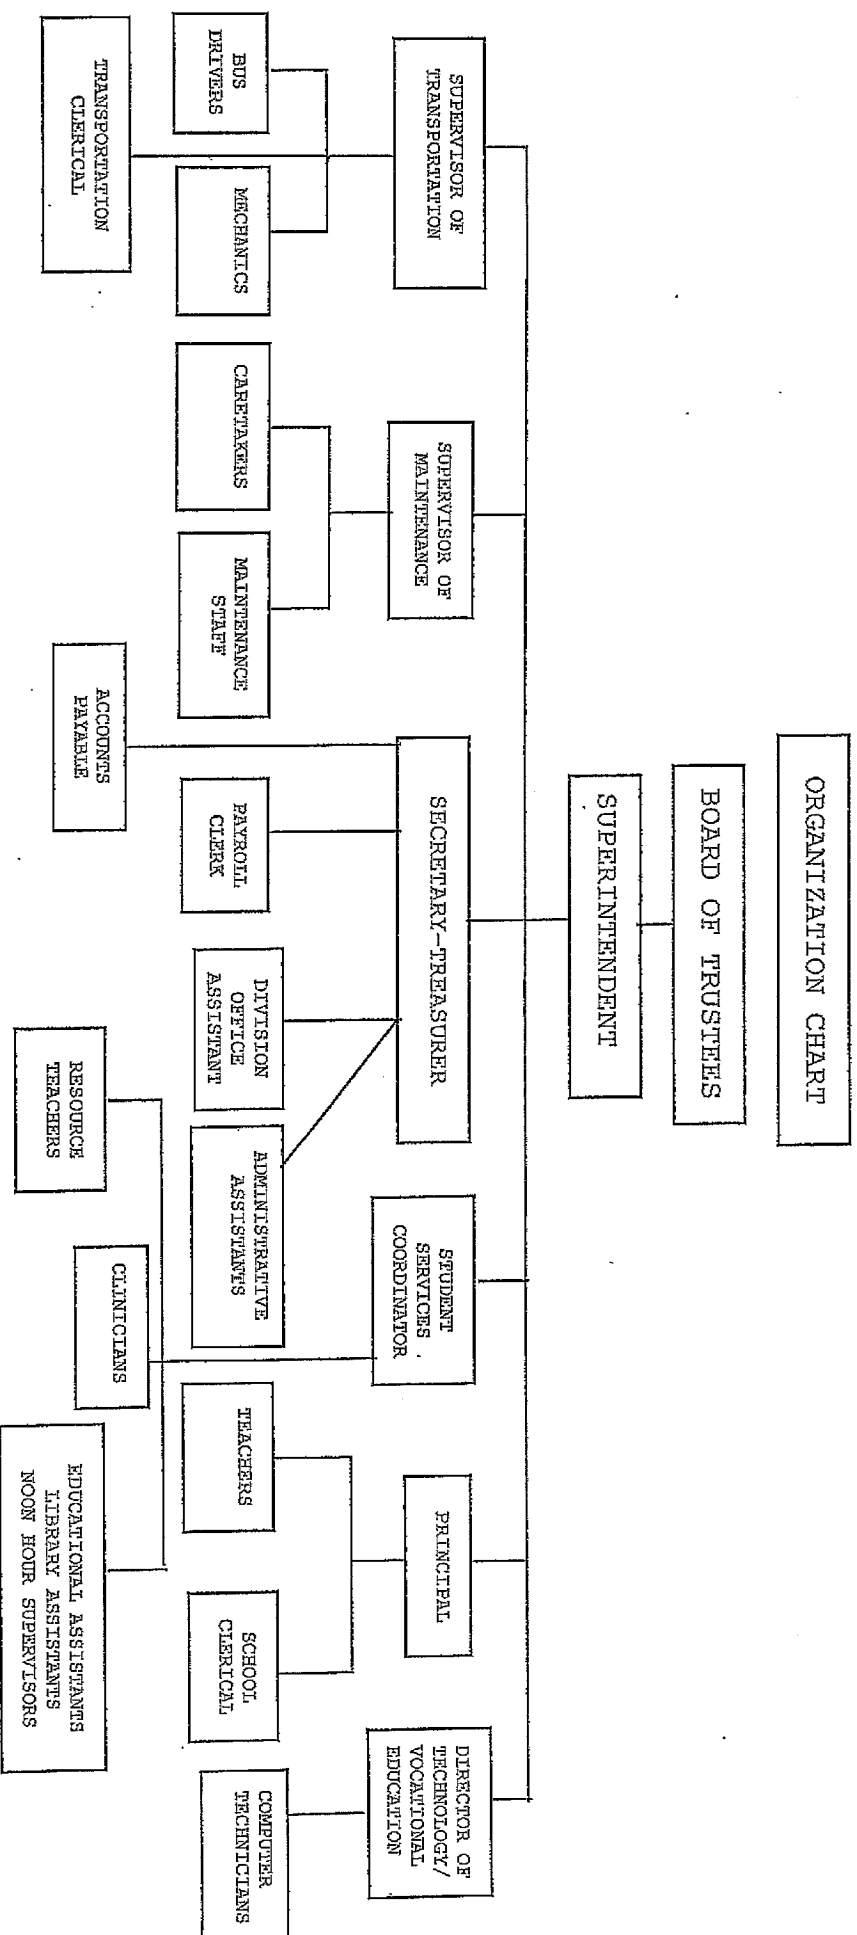 ORGANIZATION CHART
BOARD OF TRUSTEES
SUPERINTENDENT
SUPERVISOR OF
TRANSPORTATION
SUPERVISOR OF
MAINTENANCE
SECRETARY-TREASURER
STUDENT
SERVICES
COORDINATOR
PRINCIPAL
DIRECTOR OF
TECHNOLOGY/
VOCATIONAL
EDUCATION
BUS
DRIVERS
MECHANICS
CARETAKERS
MAINTENANCE
STAFF
PAYROLL
CLERK
DIVISION
OFFICE
ASSISTANT
ADMINISTRATIVE
ASSISTANTS
TEACHERS
SCHOOL
CLERICAL
COMPUTER
TECHNICIANS
TRANSPORTATION
CLERICAL
ACCOUNTS
PAYABLE
RESOURCE
TEACHERS
CLINICIANS
EDUCATIONAL ASSISTANTS
LIBRARY ASSISTANTS
NOON HOUR SUPERVISORS